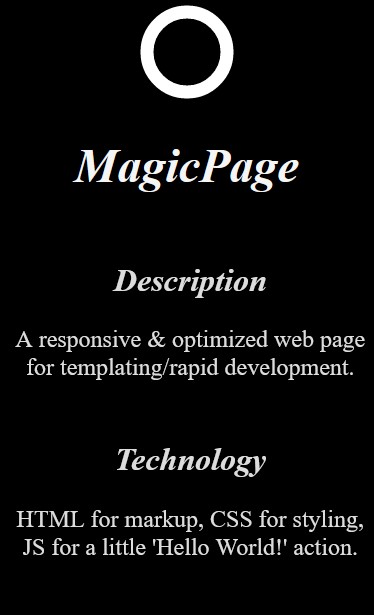 MagicPage
Description
A responsive & optimized web page
for templating/rapid development.
Technology
HTML for markup, CSS for styling,
JS for a little 'Hello World!' action.